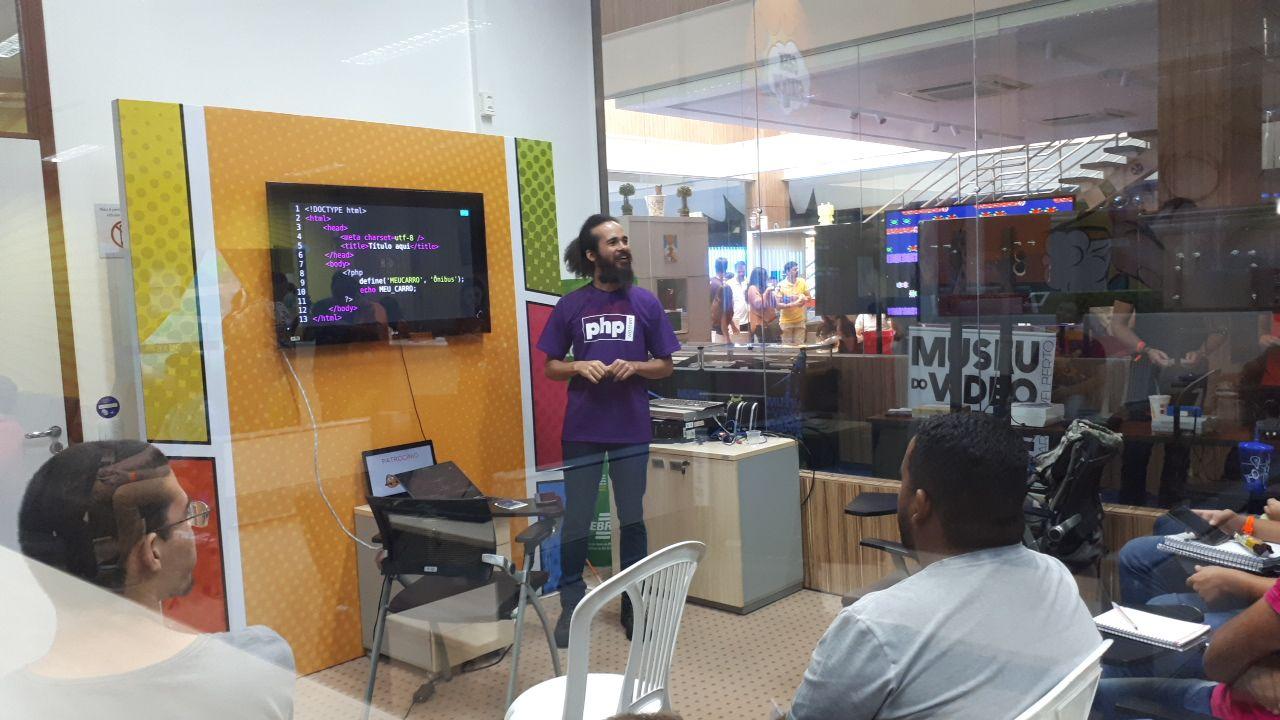 1 <!DOCTYPE html>
2 <html>
3 <head>
4 <meta charset=utf-8 />
5 <title>Título aqui</title>
6 </head>
7 <body>
8 <?php
9 define('MEUCARRO', 'Ônibus');
10 echo MEU_CARRO;
11 ?>
12 </body>
13 </html>
php
PATROCÍNIO
MUSEU
DO VIDEO